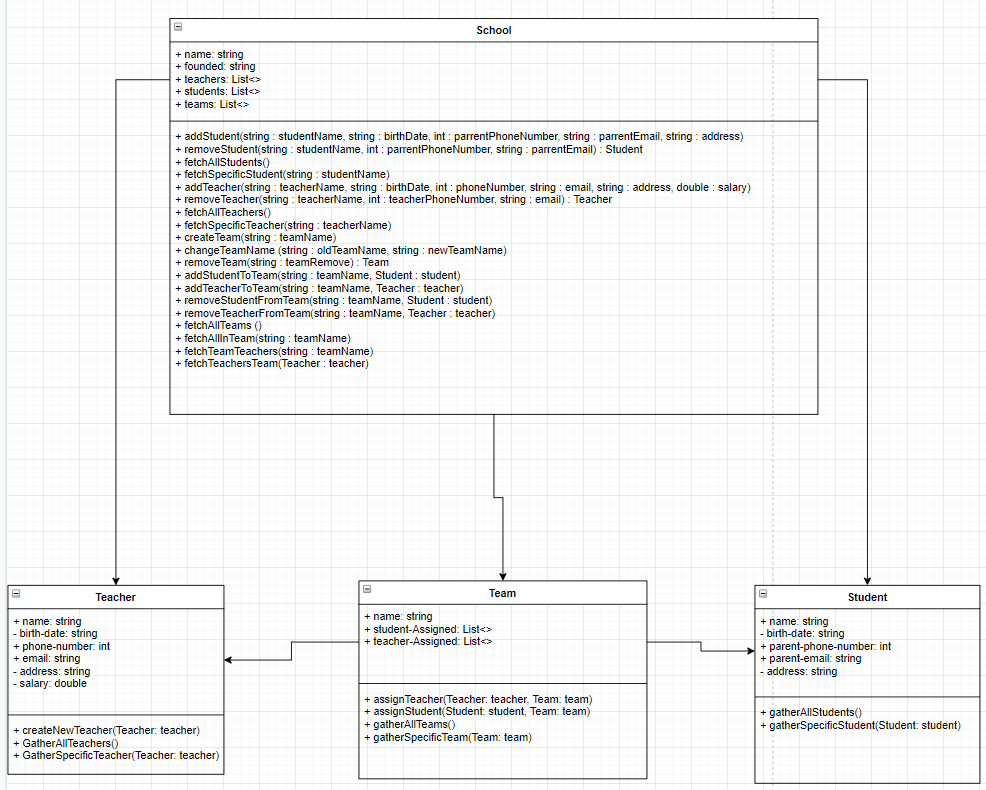 School
+ name: string
+ founded: string
+ teachers: List<>
+ students: List<>
+ teams: List<>
+ addStudent(string : studentName, string : birthDate, int : parrentPhoneNumber, string : parrentEmail, string : address)
+ removeStudent(string : studentName, int : parrentPhoneNumber, string : parrentEmail) : Student
+ fetchAllStudents()
+ fetchSpecificStudent(string : studentName)
+ addTeacher(string : teacherName, string : birthDate, int : phoneNumber, string : email, string : address, double : salary)
+ removeTeacher(string : teacherName, int : teacherPhoneNumber, string : email) : Teacher
+ fetchAllTeachers()
+ fetchSpecificTeacher(string : teacherName)
+ createTeam(string : teamName)
+ changeTeamName (string : oldTeamName, string : newTeamName)
+ removeTeam(string : teamRemove) : Team
+ addStudentToTeam(string : teamName, Student : student)
+ addTeacherToTeam(string : teamName, Teacher : teacher)
+ removeStudentFromTeam(string : teamName, Student : student)
+ removeTeacherFromTeam(string : teamName, Teacher : teacher)
+ fetchAllTeams ()
+ fetchAllInTeam(string : teamName)
+ fetchTeamTeachers(string : teamName)
+ fetchTeachersTeam(Teacher : teacher)
Teacher
+ name: string
- birth-date: string
+ phone-number: int
+ email: string
- address: string
- salary: double
+ createNewTeacher(Teacher: teacher)
+ GatherAllTeachers()
+ GatherSpecificTeacher(Teacher: teacher)
Team
+ name: string
+ student-Assigned: List<>
+ teacher-Assigned: List<>
+ assignTeacher(Teacher: teacher, Team: team)
+ assignStudent(Student: student, Team: team)
+ gatherAllTeams()
+ gatherSpecificTeam(Team: team)
Student
+ name: string
- birth-date: string
+ parent-phone-number: int
+ parent-email: string
- address: string
+ gatherAllStudents()
+ gatherSpecificStudent(Student: student)